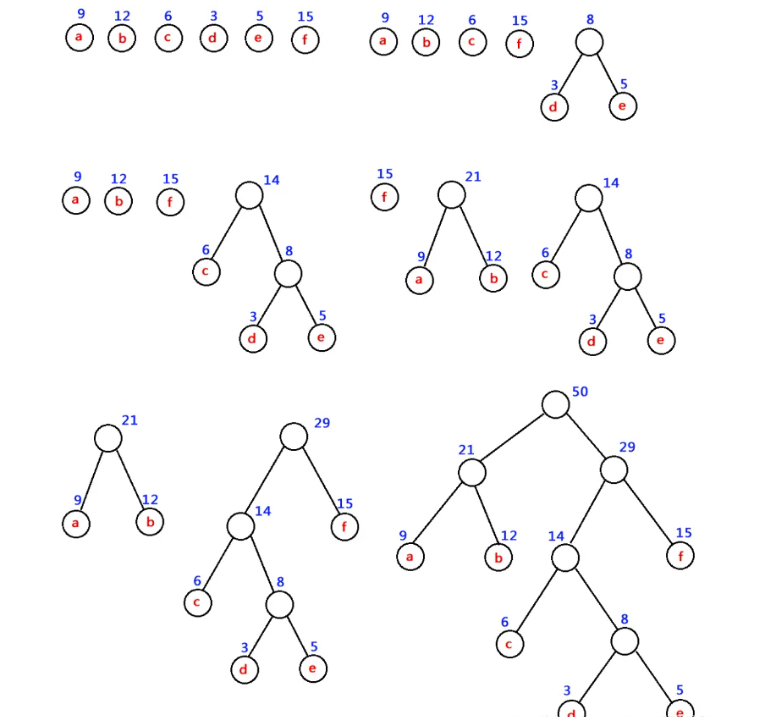 9 12 6 3 5 15
a b c d e f
9 12 6 15 8
a b c f
3 5
d e
9 12 15 14
a b f
6 8
c
3 5
d e
15 21 14
f
9 12 6 8
a b c
3 5
d e
21 29
9 12 14 15
a b f
6 8
c
3 5
d e
50
21 29
9 12 14 15
a b f
6 8
c
3 5
d e